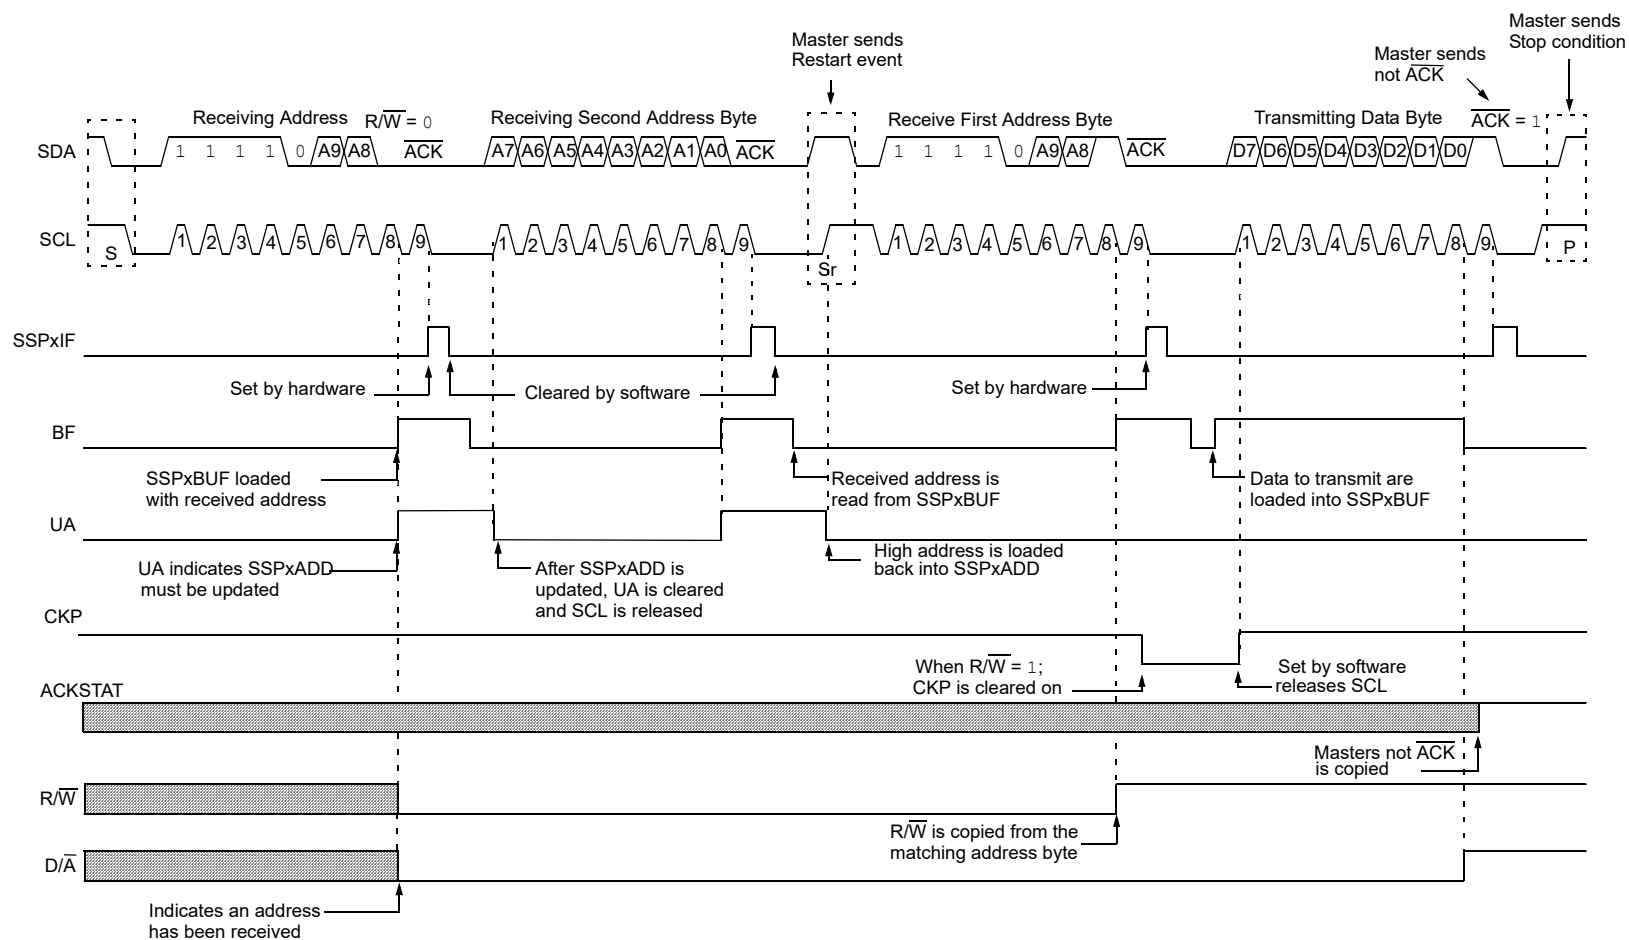 Master sends
Restart event
Master sends
Stop condition
Master sends
not ACK
Receiving Address R/W = 0
Receiving Second Address Byte
Receive First Address Byte
Transmitting Data Byte
ACK = 1
SDA
1 1 1 1 0 A9 A8 ACK A7 A6 A5 A4 A3 A2 A1 A0 ACK 1 1 1 1 0 A9 A8 ACK D7 D6 D5 D4 D3 D2 D1 D0
SCL
S 1 2 3 4 5 6 7 8 9 1 2 3 4 5 6 7 8 9 Sr 1 2 3 4 5 6 7 8 9 1 2 3 4 5 6 7 8 9 P
SSPxIF
Set by hardware
Cleared by software
Set by hardware
BF
SSPxBUF loaded
with received address
Received address is
read from SSPxBUF
Data to transmit are
loaded into SSPxBUF
UA
UA indicates SSPxADD
must be updated
After SSPxADD is
updated, UA is cleared
and SCL is released
High address is loaded
back into SSPxADD
CKP
When R/W = 1;
CKP is cleared on
Set by software
releases SCL
ACKSTAT
Masters not ACK
is copied
R/W
R/W is copied from the
matching address byte
D/A
Indicates an address
has been received